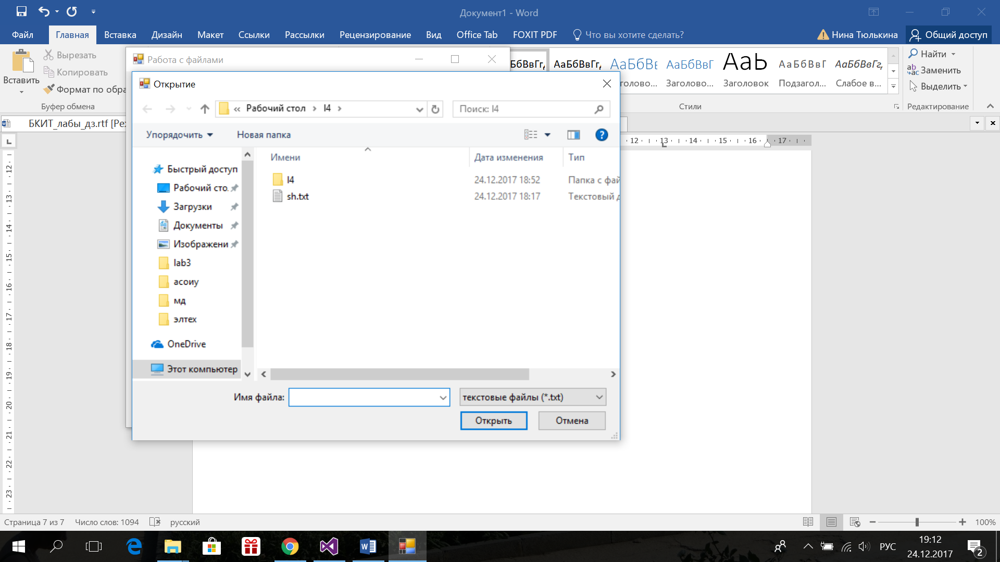 Документ1 - Word
Файл Главная Вставка Дизайн Макет Ссылки Рассылки Рецензирование Вид Office Tab FOXIT PDF Что вы хотите сделать? Нина Тюлькина Общий доступ
Вставить
Вырезать
Копировать
Формат по обра
Буфер обмена
Работа с файлами
бБвВгГ, АаБбВвГг, АаБбВ АаБбВвГ АаЬ АаБбВвГ АаБбВвГг,
голово... Заголово... Заголовок Подзагол... Слабое в...
Стили
Найти
Заменить
Выделить
Редактирование
БКИТ_лабы_дз.rtf [Ре
Открытие
« Рабочий стол › l4 ›
Поиск: l4
Упорядочить Новая папка
Имени Дата изменения Тип
l4 24.12.2017 18:52 Папка с фай
sh.txt 24.12.2017 18:17 Текстовый д
Быстрый доступ
Рабочий сто.
Загрузки
Документы
Изображени
lab3
асоиу
мд
элтех
OneDrive
Этот компьютер
Имя файла: текстовые файлы (*.txt)
Открыть Отмена
12 13 14 15 16 17
12
13
14
15
16
17
18
19
20
21
22
23
Страница 7 из 7 Число слов: 1094 русский 100%
РУС
19:12
24.12.2017
2